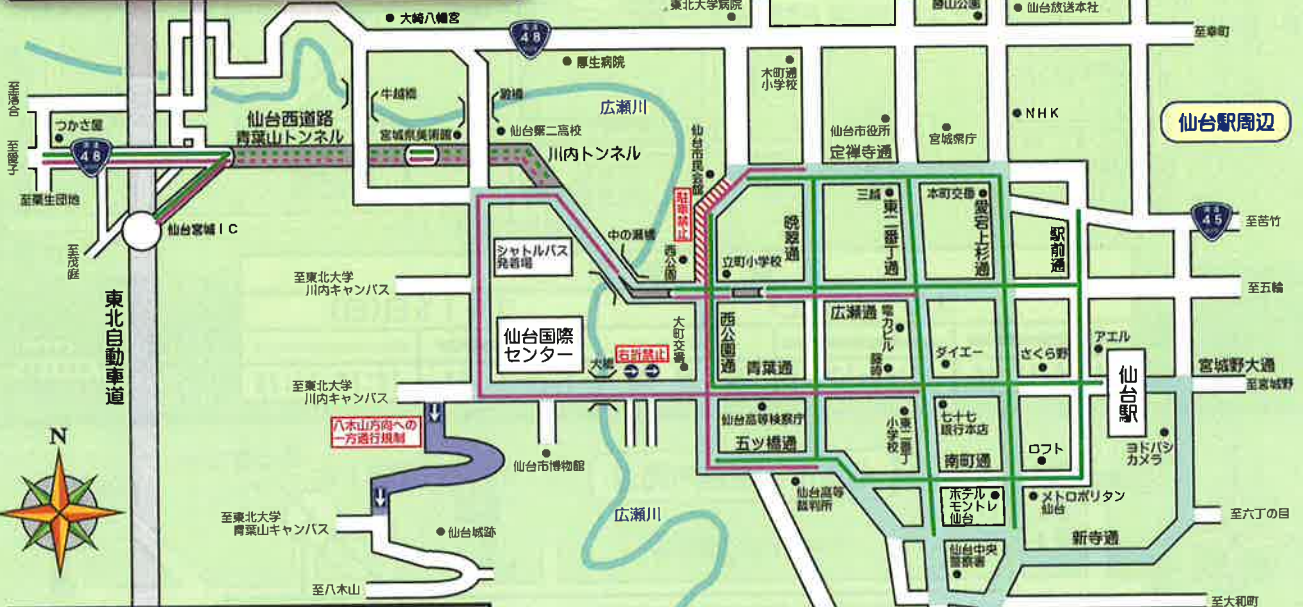 大崎八幡宮
国道
48
東北大学病院
勝山公園
仙台放送本社
至幸町
厚生病院
木町通
小学校
至落合
つかさ屋
仙台西道路
青葉山トンネル
牛越橋
澱橋
広瀬川
宮城県美術館
仙台第二高校
川内トンネル
仙台市民会館
仙台市役所
定禅寺通
宮城県庁
NHK
仙台駅周辺
至愛子
国道
48
至栗生団地
仙台宮城IC
至茂庭
東北自動車道
駐車禁止
三越
東二番丁通
本町交番
愛宕上杉通
駅前通
国道
45
至苦竹
シャトルバス
発着場
中の瀬橋
西公園
晩翠通
立町小学校
至東北大学
川内キャンパス
至五輪
仙台国際
センター
大町交番
西公園通
広瀬通
電力ビル
藤崎
ダイエー
さくら野
アエル
大橋
右折禁止
青葉通
仙台駅
宮城野大通
至宮城野
至東北大学
川内キャンパス
八木山方向への
一方通行規制
仙台市博物館
仙台高等検察庁
五ッ橋通
東二番丁
小学校
七十七
銀行本店
南町通
ロフト
ヨドバシ
カメラ
N
仙台高等
裁判所
ホテル
モントレ
仙台
メトロポリタン
仙台
至六丁の目
至東北大学
青葉山キャンパス
仙台城跡
広瀬川
新寺通
仙台中央
警察署
至八木山
至大和町